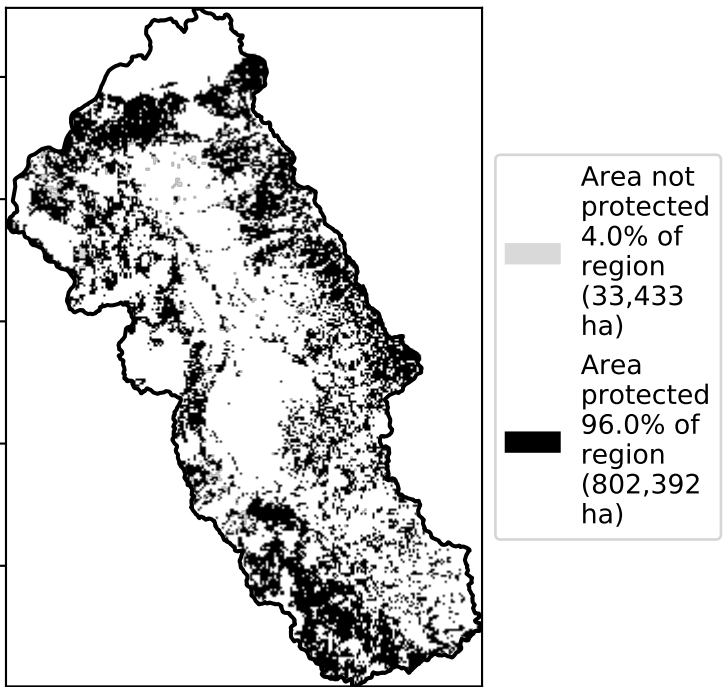 Area not
protected
4.0% of
region
(33,433
ha)
Area
protected
96.0% of
region
(802,392
ha)